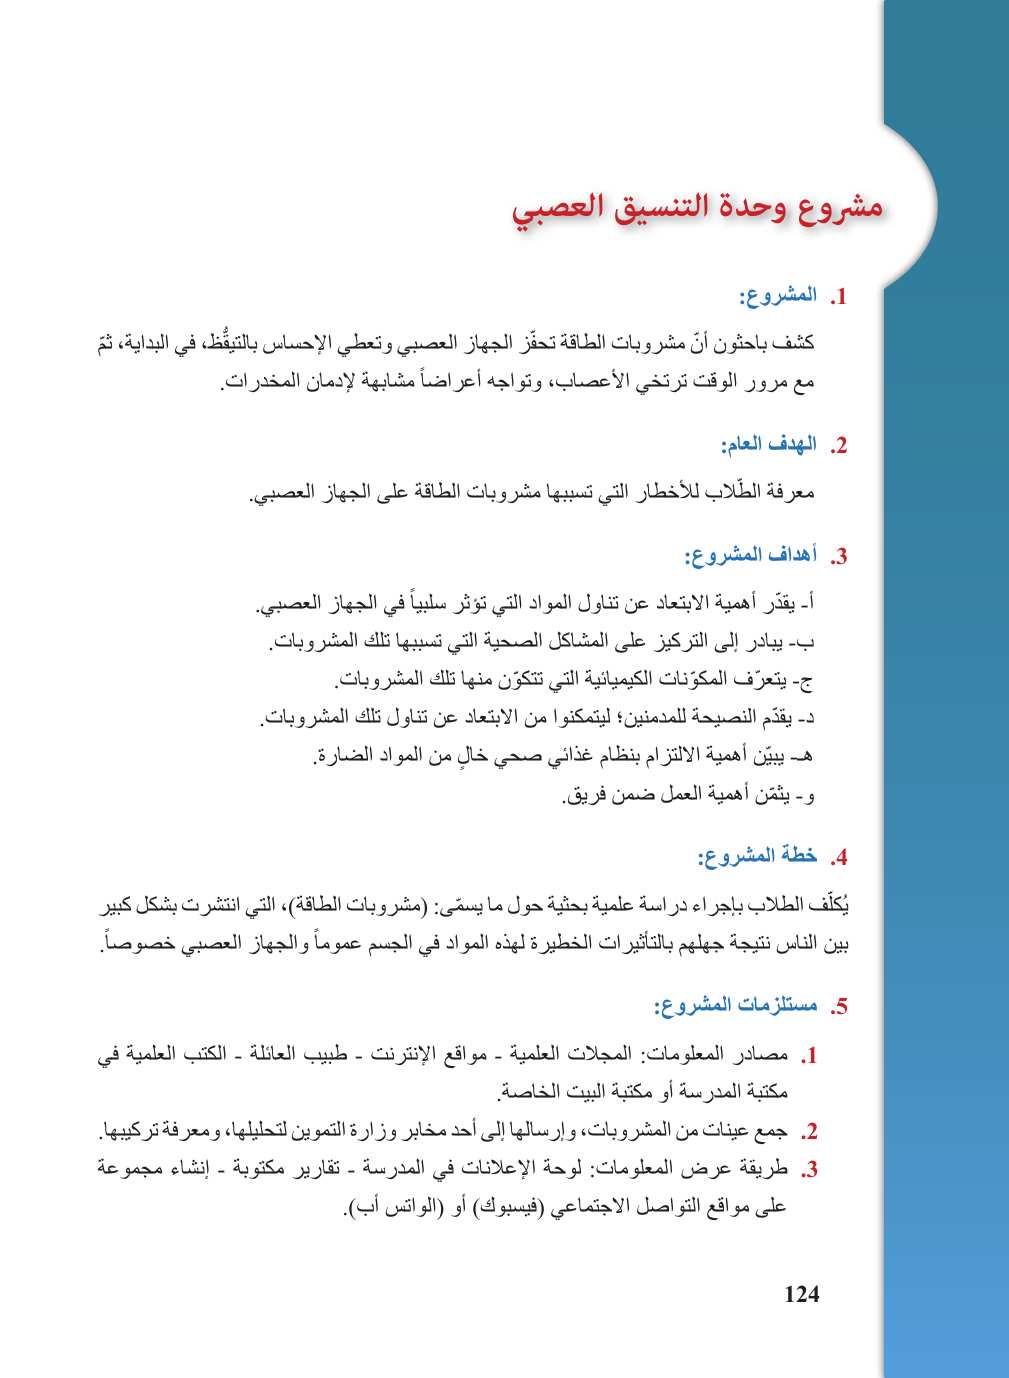 مشروع وحدة التنسيق العصبي
1. المشروع:
كشف باحثون أنّ مشروبات الطاقة تحفّز الجهاز العصبي وتعطي الإحساس بالتيقُّظ، في البداية، ثمّ
مع مرور الوقت ترتخي الأعصاب، وتواجه أعراضاً مشابهة لإدمان المخدرات.
2. الهدف العام:
معرفة الطّلاب للأخطار التي تسببها مشروبات الطاقة على الجهاز العصبي.
3. أهداف المشروع:
أ- يقدّر أهمية الابتعاد عن تناول المواد التي تؤثر سلبياً في الجهاز العصبي.
ب- يبادر إلى التركيز على المشاكل الصحية التي تسببها تلك المشروبات.
ج- يتعرّف المكوّنات الكيميائية التي تتكوّن منها تلك المشروبات.
د- يقدّم النصيحة للمدمنين؛ ليتمكنوا من الابتعاد عن تناول تلك المشروبات.
هـ- يبيّن أهمية الالتزام بنظام غذائي صحي خالٍ من المواد الضارة.
و- يثمّن أهمية العمل ضمن فريق.
4. خطة المشروع:
يُكلّف الطلاب بإجراء دراسة علمية بحثية حول ما يسمّى: (مشروبات الطاقة)، التي انتشرت بشكل كبير
بين الناس نتيجة جهلهم بالتأثيرات الخطيرة لهذه المواد في الجسم عموماً والجهاز العصبي خصوصاً.
5. مستلزمات المشروع:
1. مصادر المعلومات: المجلات العلمية - مواقع الإنترنت - طبيب العائلة - الكتب العلمية في
مكتبة المدرسة أو مكتبة البيت الخاصة.
2. جمع عينات من المشروبات، وإرسالها إلى أحد مخابر وزارة التموين لتحليلها، ومعرفة تركيبها.
3. طريقة عرض المعلومات: لوحة الإعلانات في المدرسة - تقارير مكتوبة - إنشاء مجموعة
على مواقع التواصل الاجتماعي (فيسبوك) أو (الواتس أب).
124